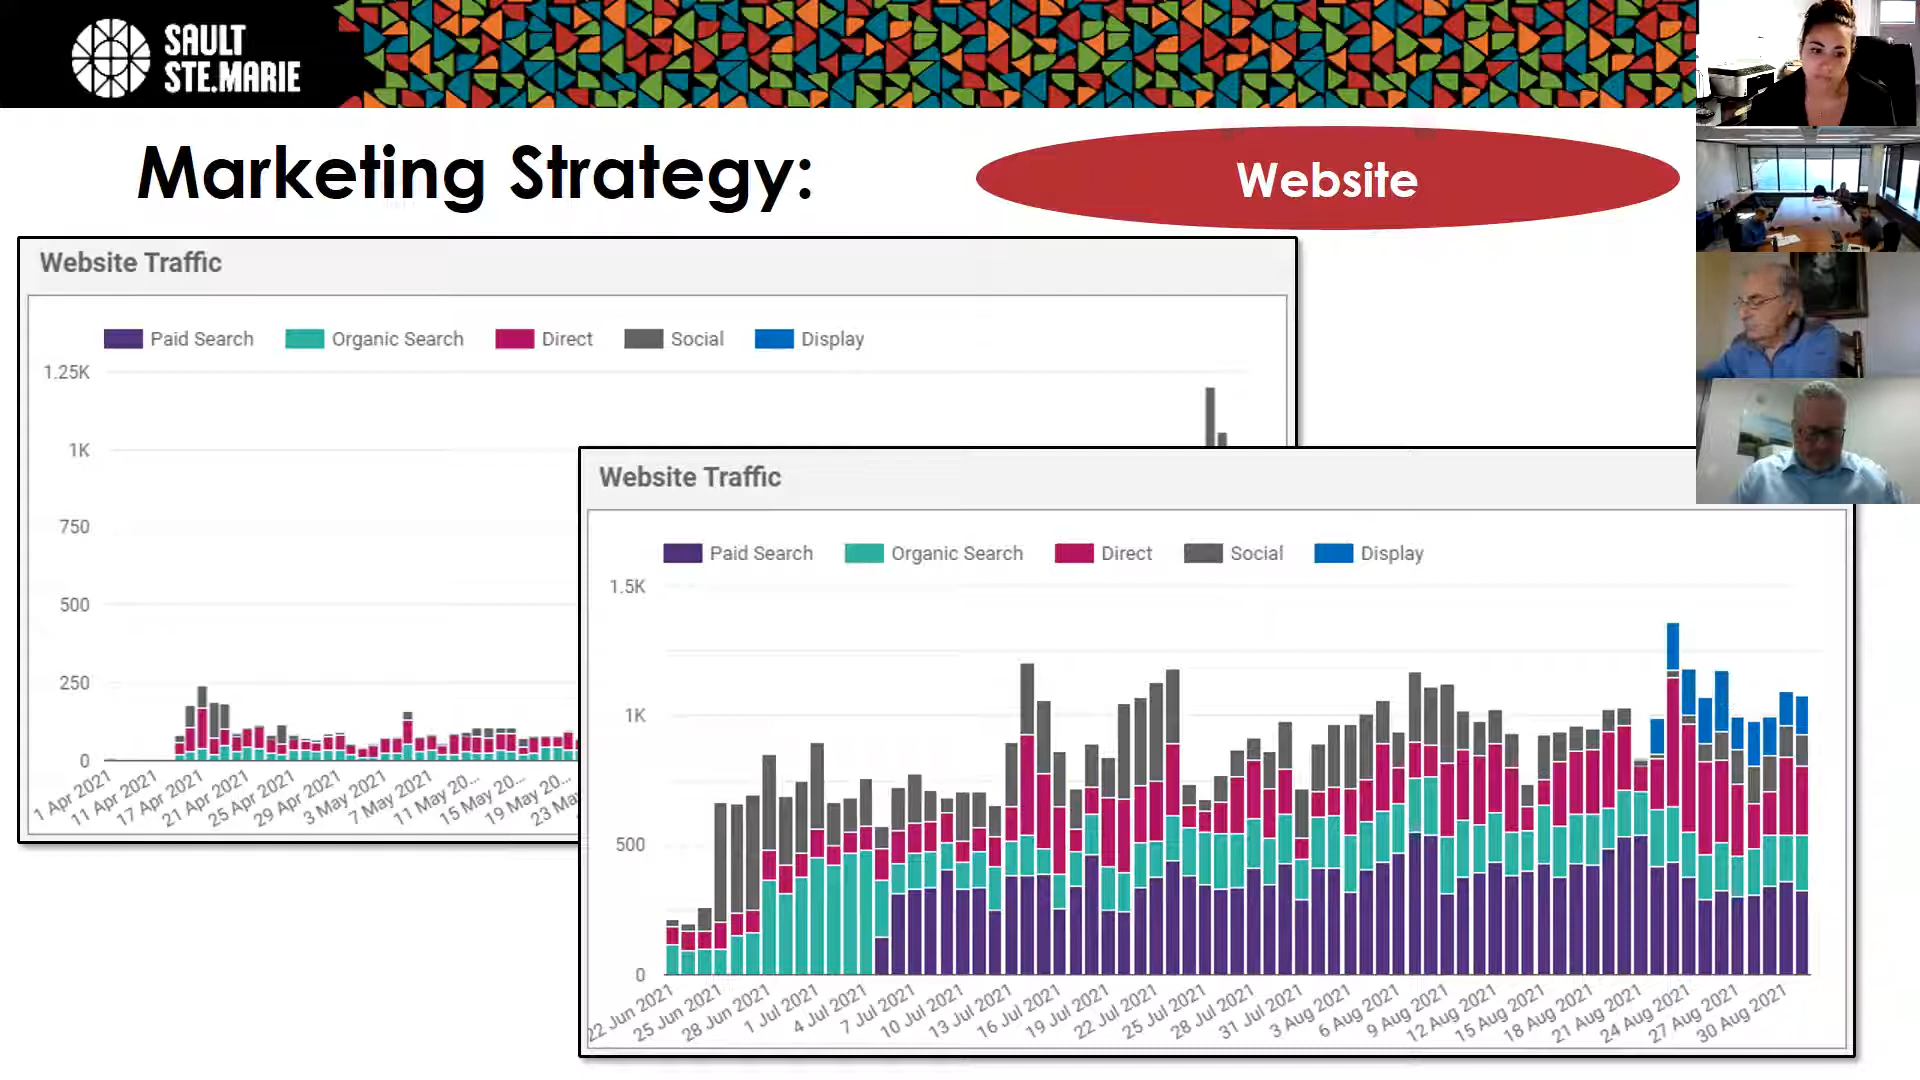 SAULT
STE.MARIE
Marketing Strategy:
Website
Website Traffic
Paid Search
Organic Search
Direct
Social
Display
1.25K
1K
750
500
250
0
1 Apr 2021
11 Apr 2021
17 Apr 2021
21 Apr 2021
25 Apr 2021
29 Apr 2021
3 May 2021
7 May 2021
11 May 20...
15 May 20...
19 May 20...
23 Ma
Website Traffic
Paid Search
Organic Search
Direct
Social
Display
1.5K
1K
500
0
22 Jun 2021
25 Jun 2021
28 Jun 2021
1 Jul 2021
4 Jul 2021
7 Jul 2021
10 Jul 2021
13 Jul 2021
16 Jul 2021
19 Jul 2021
22 Jul 2021
25 Jul 2021
28 Jul 2021
31 Jul 2021
3 Aug 2021
6 Aug 2021
9 Aug 2021
12 Aug 2021
15 Aug 2021
18 Aug 2021
21 Aug 2021
24 Aug 2021
27 Aug 2021
30 Aug 2021